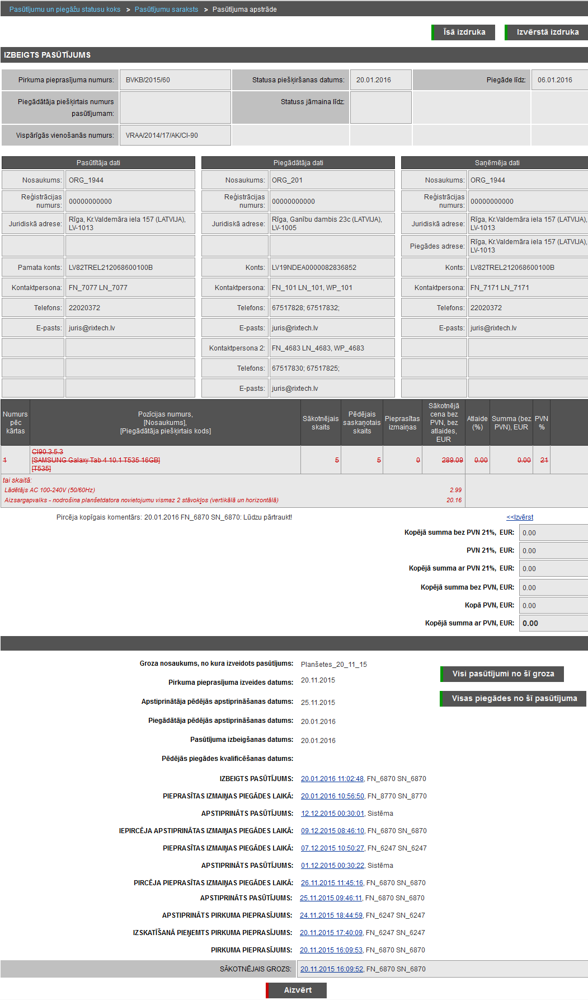 Pasūtījumu un piegāžu statusu koks > Pasūtījumu saraksts > Pasūtījuma apstrāde
Īsā izdruka
Izvērstā izdruka
IZBEIGTS PASŪTĪJUMS
Pirkuma pieprasījuma numurs: BVKB/2015/60 Statusa piešķiršanas datums: 20.01.2016 Piegāde līdz: 06.01.2016
Piegādātāja piešķirtais numurs pasūtījumam: Statuss jāmaina līdz:
Vispārīgās vienošanās numurs: VRAA/2014/17/AK/CI-90
Pasūtītāja dati
Nosaukums: ORG_1944
Reģistrācijas numurs: 00000000000
Juridiskā adrese: Rīga, Kr.Valdemāra iela 157 (LATVIJA), LV-1013
Pamata konts: LV82TREL212068600100B
Kontaktpersona: FN_7077 LN_7077
Telefons: 22020372
E-pasts: juris@rixtech.lv
Piegādātāja dati
Nosaukums: ORG_201
Reģistrācijas numurs: 00000000000
Juridiskā adrese: Rīga, Ganību dambis 23c (LATVIJA), LV-1005
Konts: LV19NDEA0000082836852
Kontaktpersona: FN_101 LN_101, WP_101
Telefons: 67517828; 67517832;
E-pasts: juris@rixtech.lv
Kontaktpersona 2: FN_4683 LN_4683, WP_4683
Telefons: 67517830; 67517825;
E-pasts: juris@rixtech.lv
Saņēmēja dati
Nosaukums: ORG_1944
Reģistrācijas numurs: 00000000000
Juridiskā adrese: Rīga, Kr.Valdemāra iela 157 (LATVIJA), LV-1013
Piegādes adrese: Rīga, Kr.Valdemāra iela 157 (LATVIJA), LV-1013
Konts: LV82TREL212068600100B
Kontaktpersona: FN_7171 LN_7171
Telefons: 22020372
E-pasts: juris@rixtech.lv
Numurs pēc kārtas
Pozīcijas numurs,
[Nosaukums],
[Piegādātāja piešķirtais kods]
Sākotnējais skaits
Pēdējais saskaņotais skaits
Pieprasītas izmaiņas
Sākotnējā cena bez PVN, bez atlaides, EUR
Atlaide (%)
Summa (bez PVN), EUR
PVN %
CI90.3.5.3
1 [SAMSUNG Galaxy Tab 4 10.1 T535 16GB] 5 5 0 289.09 0.00 0.00 21
[T535]
tai skaitā:
Lādētājs AC 100-240V (50/60Hz) 2.99
Aizsargapvalks - nodrošina planšetdatora novietojumu vismaz 2 stāvokļos (vertikālā un horizontālā) 20.16
Pircēja kopīgais komentārs: 20.01.2016 FN_6870 SN_6870: Lūdzu pārtraukt! <<Izvērst
Kopējā summa bez PVN 21%, EUR: 0.00
PVN 21%, EUR: 0.00
Kopējā summa ar PVN 21%, EUR: 0.00
Kopējā summa bez PVN, EUR: 0.00
Kopā PVN, EUR: 0.00
Kopējā summa ar PVN, EUR: 0.00
Groza nosaukums, no kura izveidots pasūtījums: Planšetes_20_11_15
Visi pasūtījumi no šī groza
Pirkuma pieprasījuma izveides datums: 20.11.2015
Visas piegādes no šī pasūtījuma
Apstiprinātāja pēdējās apstiprināšanas datums: 25.11.2015
Piegādātāja pēdējās apstiprināšanas datums: 20.01.2016
Pasūtījuma izbeigšanas datums: 20.01.2016
Pēdējās piegādes kvalificēšanas datums:
IZBEIGTS PASŪTĪJUMS: 20.01.2016 11:02:48, FN_6870 SN_6870
PIEPRASĪTAS IZMAIŅAS PIEGĀDES LAIKĀ: 20.01.2016 10:56:50, FN_8770 SN_8770
APSTIPRINĀTS PASŪTĪJUMS: 12.12.2015 00:30:01, Sistēma
IEPIRCĒJA APSTIPRINĀTAS IZMAIŅAS PIEGĀDES LAIKĀ: 09.12.2015 08:46:10, FN_6870 SN_6870
PIEPRASĪTAS IZMAIŅAS PIEGĀDES LAIKĀ: 07.12.2015 10:50:27, FN_6247 SN_6247
APSTIPRINĀTS PASŪTĪJUMS: 01.12.2015 00:30:22, Sistēma
PIRCĒJA PIEPRASĪTAS IZMAIŅAS PIEGĀDES LAIKĀ: 26.11.2015 11:45:16, FN_6870 SN_6870
APSTIPRINĀTS PASŪTĪJUMS: 25.11.2015 09:46:11, FN_6870 SN_6870
APSTIPRINĀTS PIRKUMA PIEPRASĪJUMS: 24.11.2015 18:44:59, FN_6247 SN_6247
IZSKATĪŠANĀ PIEŅEMTS PIRKUMA PIEPRASĪJUMS: 20.11.2015 17:40:09, FN_6247 SN_6247
PIRKUMA PIEPRASĪJUMS: 20.11.2015 16:09:53, FN_6870 SN_6870
SĀKOTNĒJAIS GROZS: 20.11.2015 16:09:52, FN_6870 SN_6870
Aizvērt